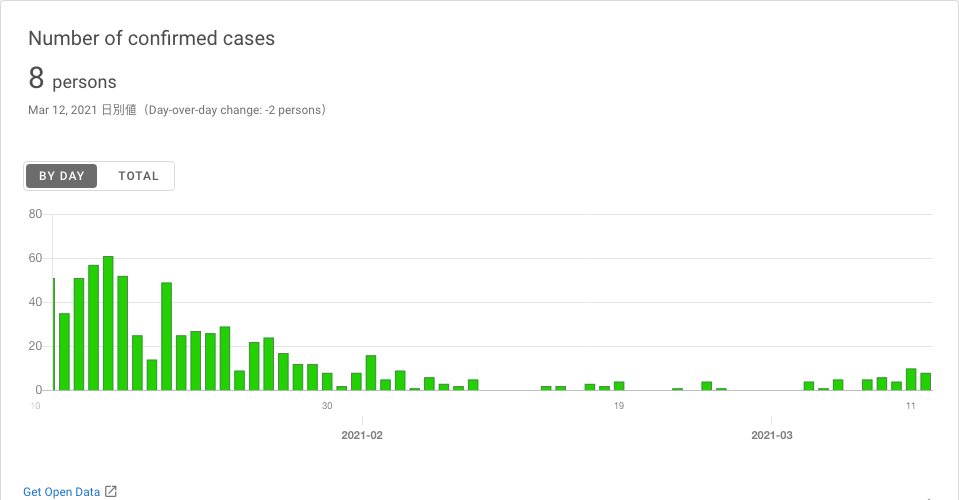 Number of confirmed cases
8 persons
Mar 12, 2021 日別値（Day-over-day change: -2 persons）
BY DAY TOTAL
80
60
40
20
0
10 30 19 11
2021-02 2021-03
Get Open Data